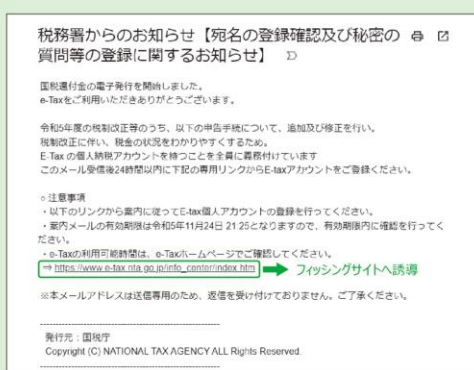 税務署からのお知らせ【宛名の登録確認及び秘密の
質問等の登録に関するお知らせ】
国税還付金の電子発行を開始しました。
e-Taxをご利用いただきありがとうございます。
令和5年度の税制改正等のうち、以下の申告手続について、追加及び修正を行い。
税制改正に伴い、税金の状況をわかりやすくするため。
E-Tax の個人納税アカウントを持つことを全員に義務付けています
このメール受信後24時間以内に下記の専用リンクからE-taxアカウントをご登録ください。
○注意事項
・以下のリンクから案内に従ってE-tax個人アカウントの登録を行ってください。
・案内メールの有効期限は令和5年11月24日 21:25となりますので、有効期限内に確認を行ってく
ださい。
・e-Taxの利用可能時間は、e-Taxホームページでご確認してください。
⇒ https://www.e-tax.nta.go.jp/info_center/index.htm フィッシングサイトへ誘導
※本メールアドレスは送信専用のため、返信を受け付けておりません。ご了承ください。
-----------------------------------------------
発行元：国税庁
Copyright (C) NATIONAL TAX AGENCY ALL Rights Reserved.
-----------------------------------------------